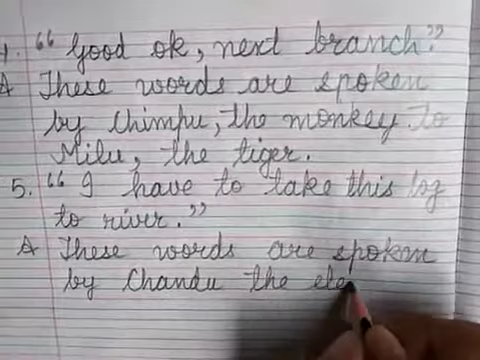 4. “Good ok, next branch”
A These words are spoken
by Chimpu, the monkey to
Milu, the tiger.
5. “I have to take this log
to river.”
A These words are spoken
by Chandu the ele